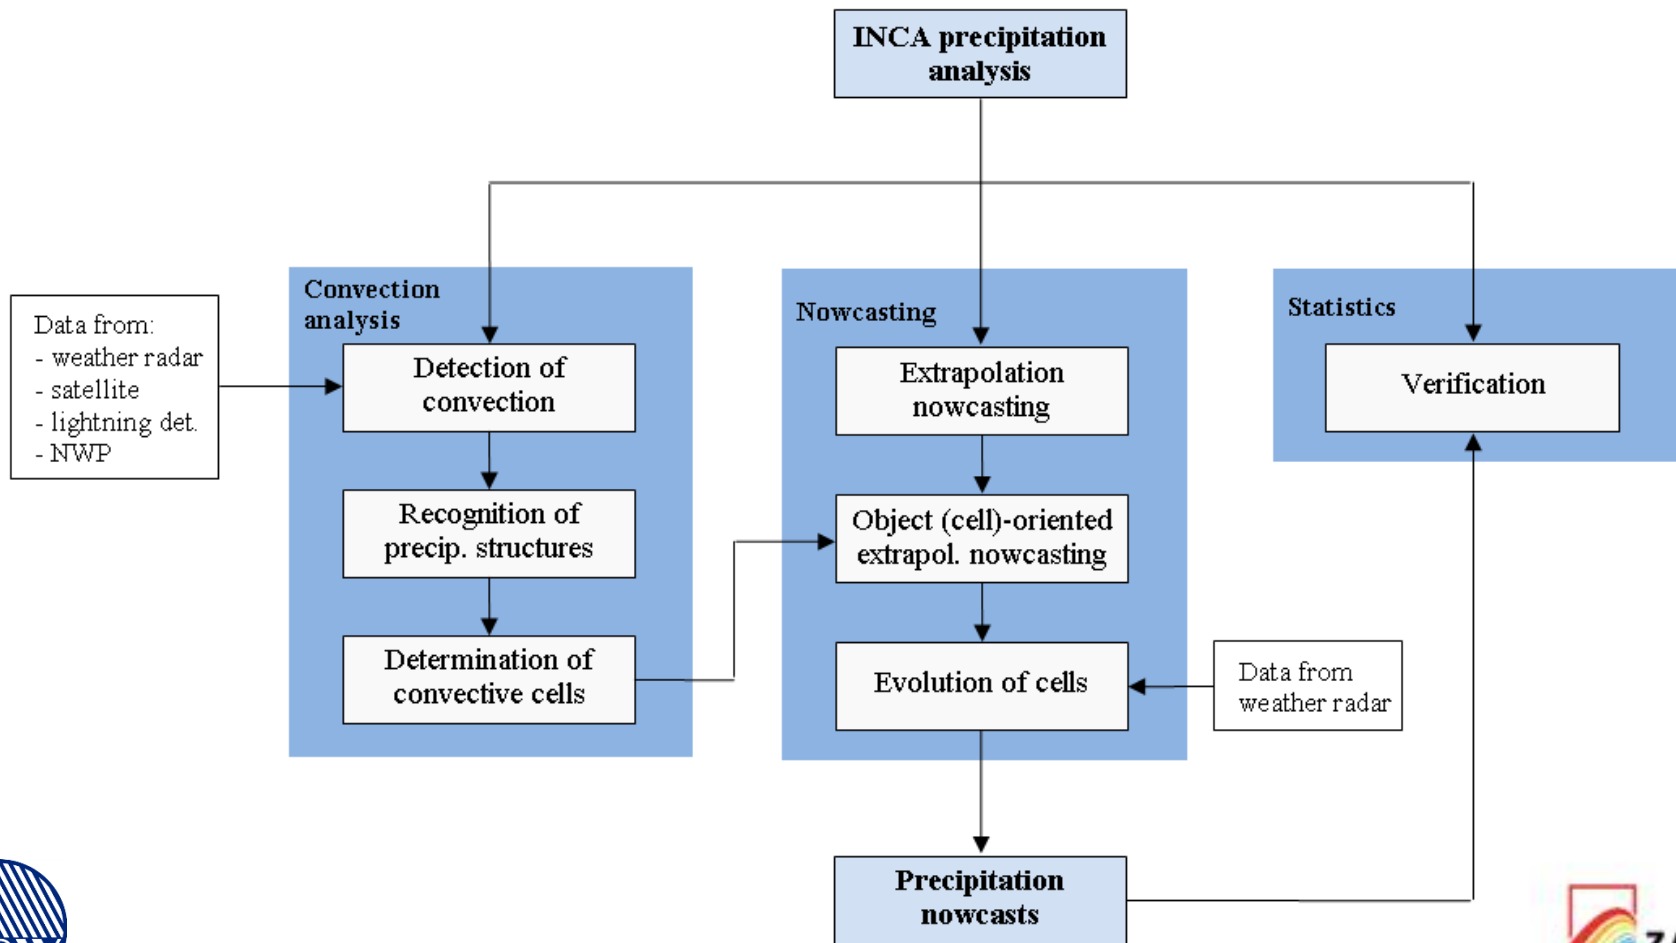 INCA precipitation
analysis
Convection
analysis
Data from:
- weather radar
- satellite
- lightning det.
- NWP
Detection of
convection
Recognition of
precip. structures
Determination of
convective cells
Nowcasting
Extrapolation
nowcasting
Object (cell)-oriented
extrapol. nowcasting
Evolution of cells
Data from
weather radar
Statistics
Verification
Precipitation
nowcasts